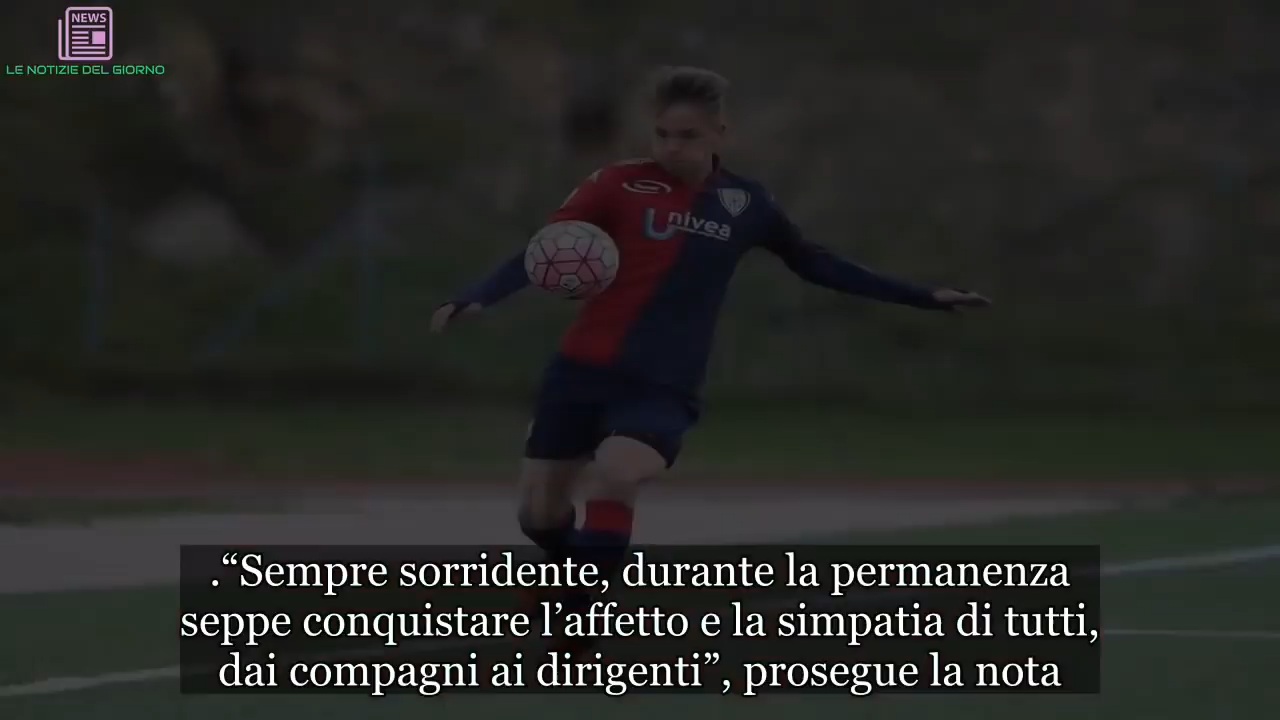 NEWS
LE NOTIZIE DEL GIORNO
Univea
.“Sempre sorridente, durante la permanenza
seppe conquistare l’affetto e la simpatia di tutti,
dai compagni ai dirigenti”, prosegue la nota